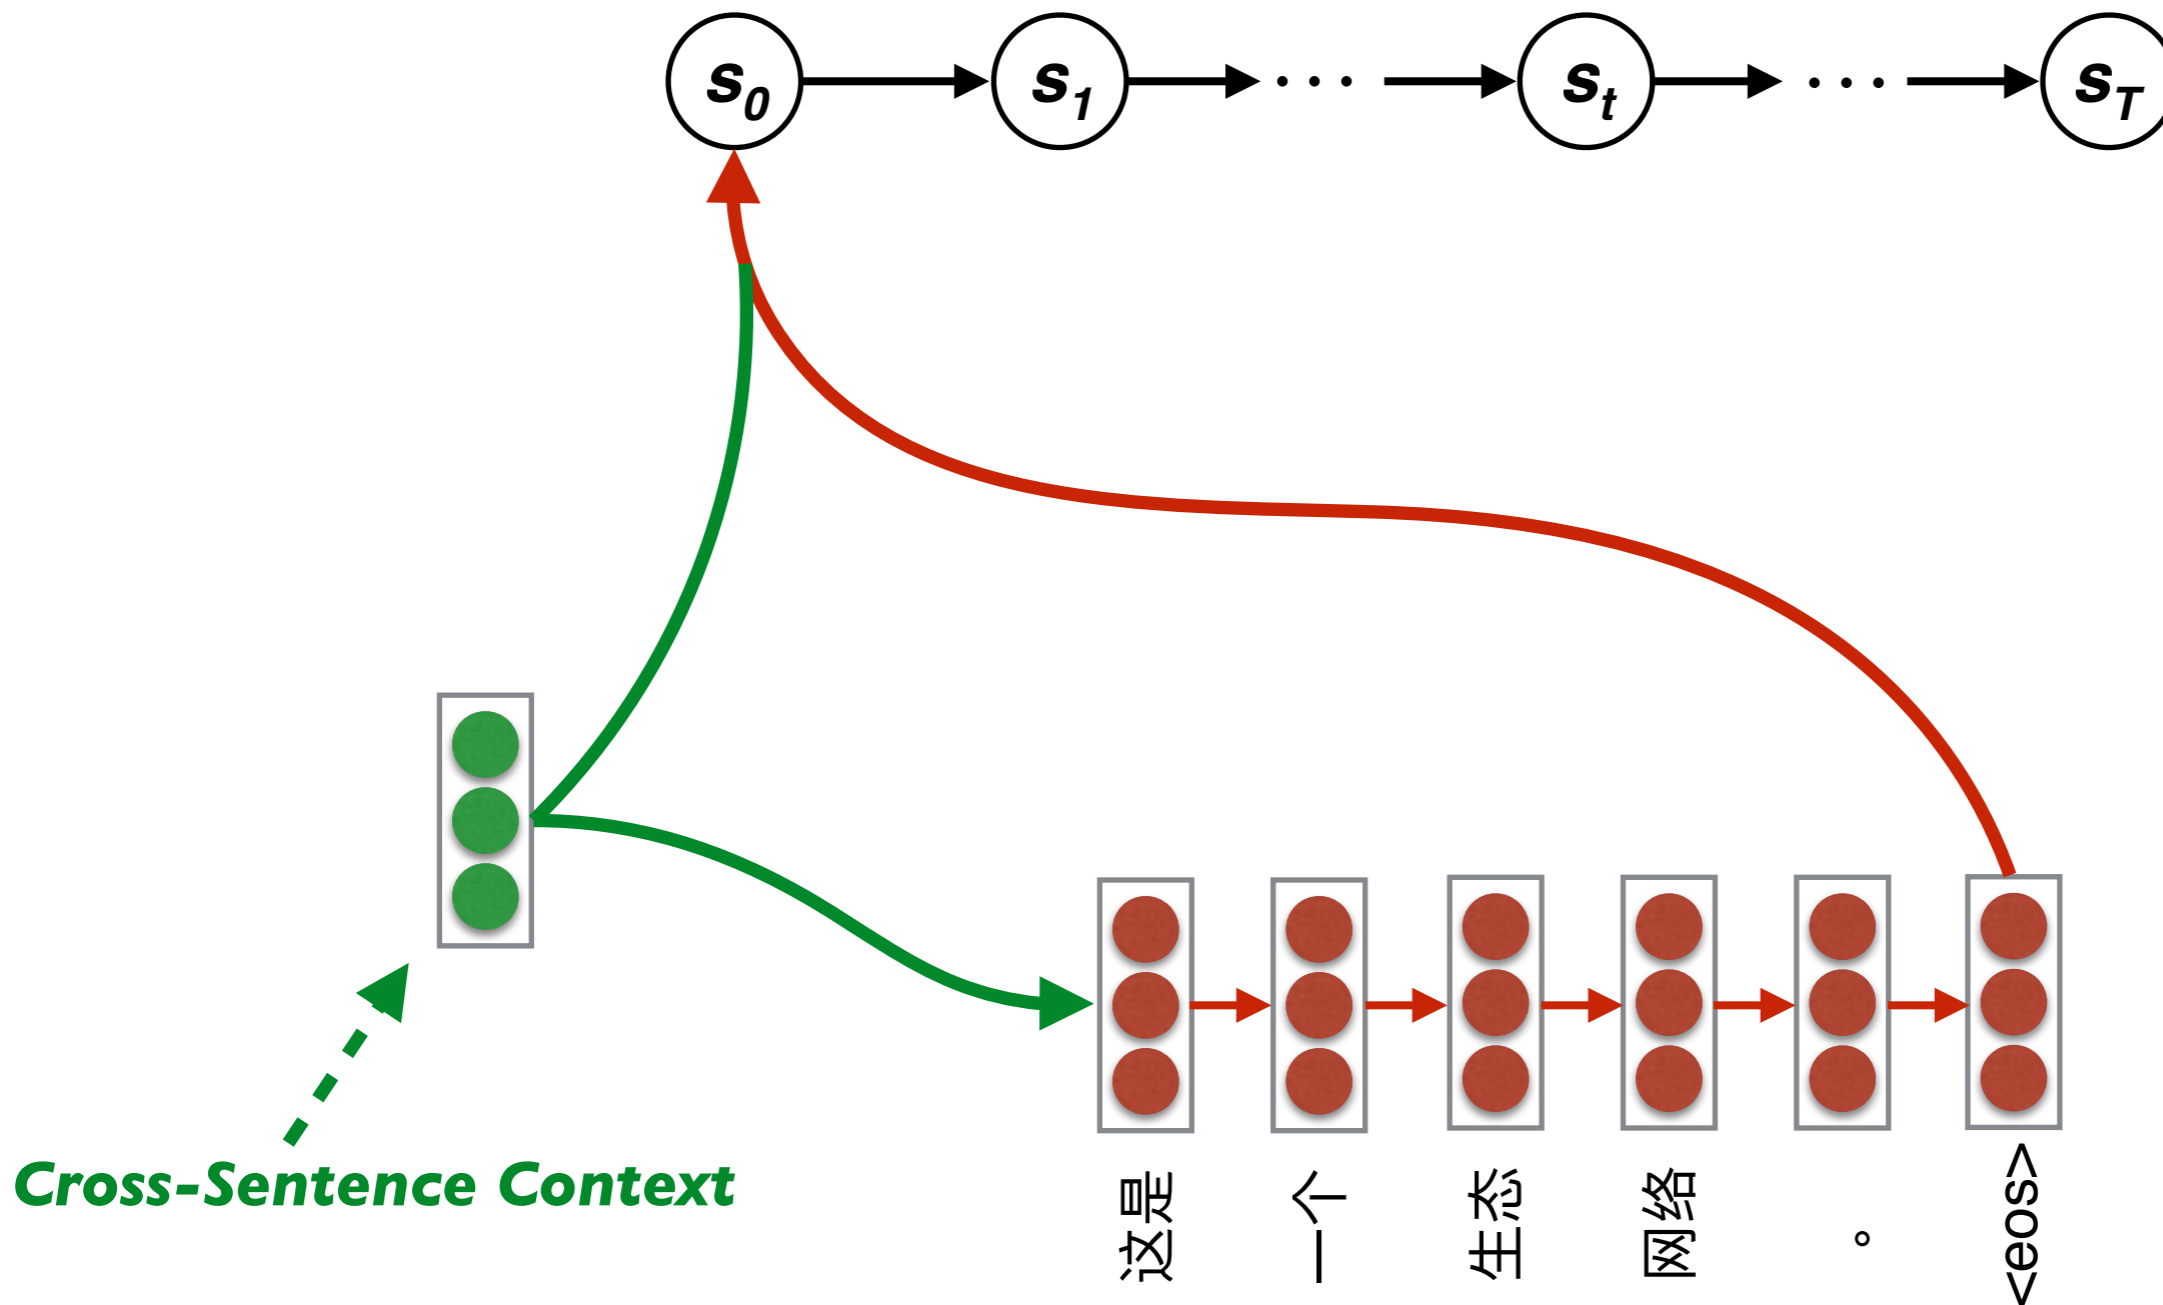 s0 s1 ··· st ··· sT
Cross-Sentence Context
这是 一个 生态 网络 。 <eos>